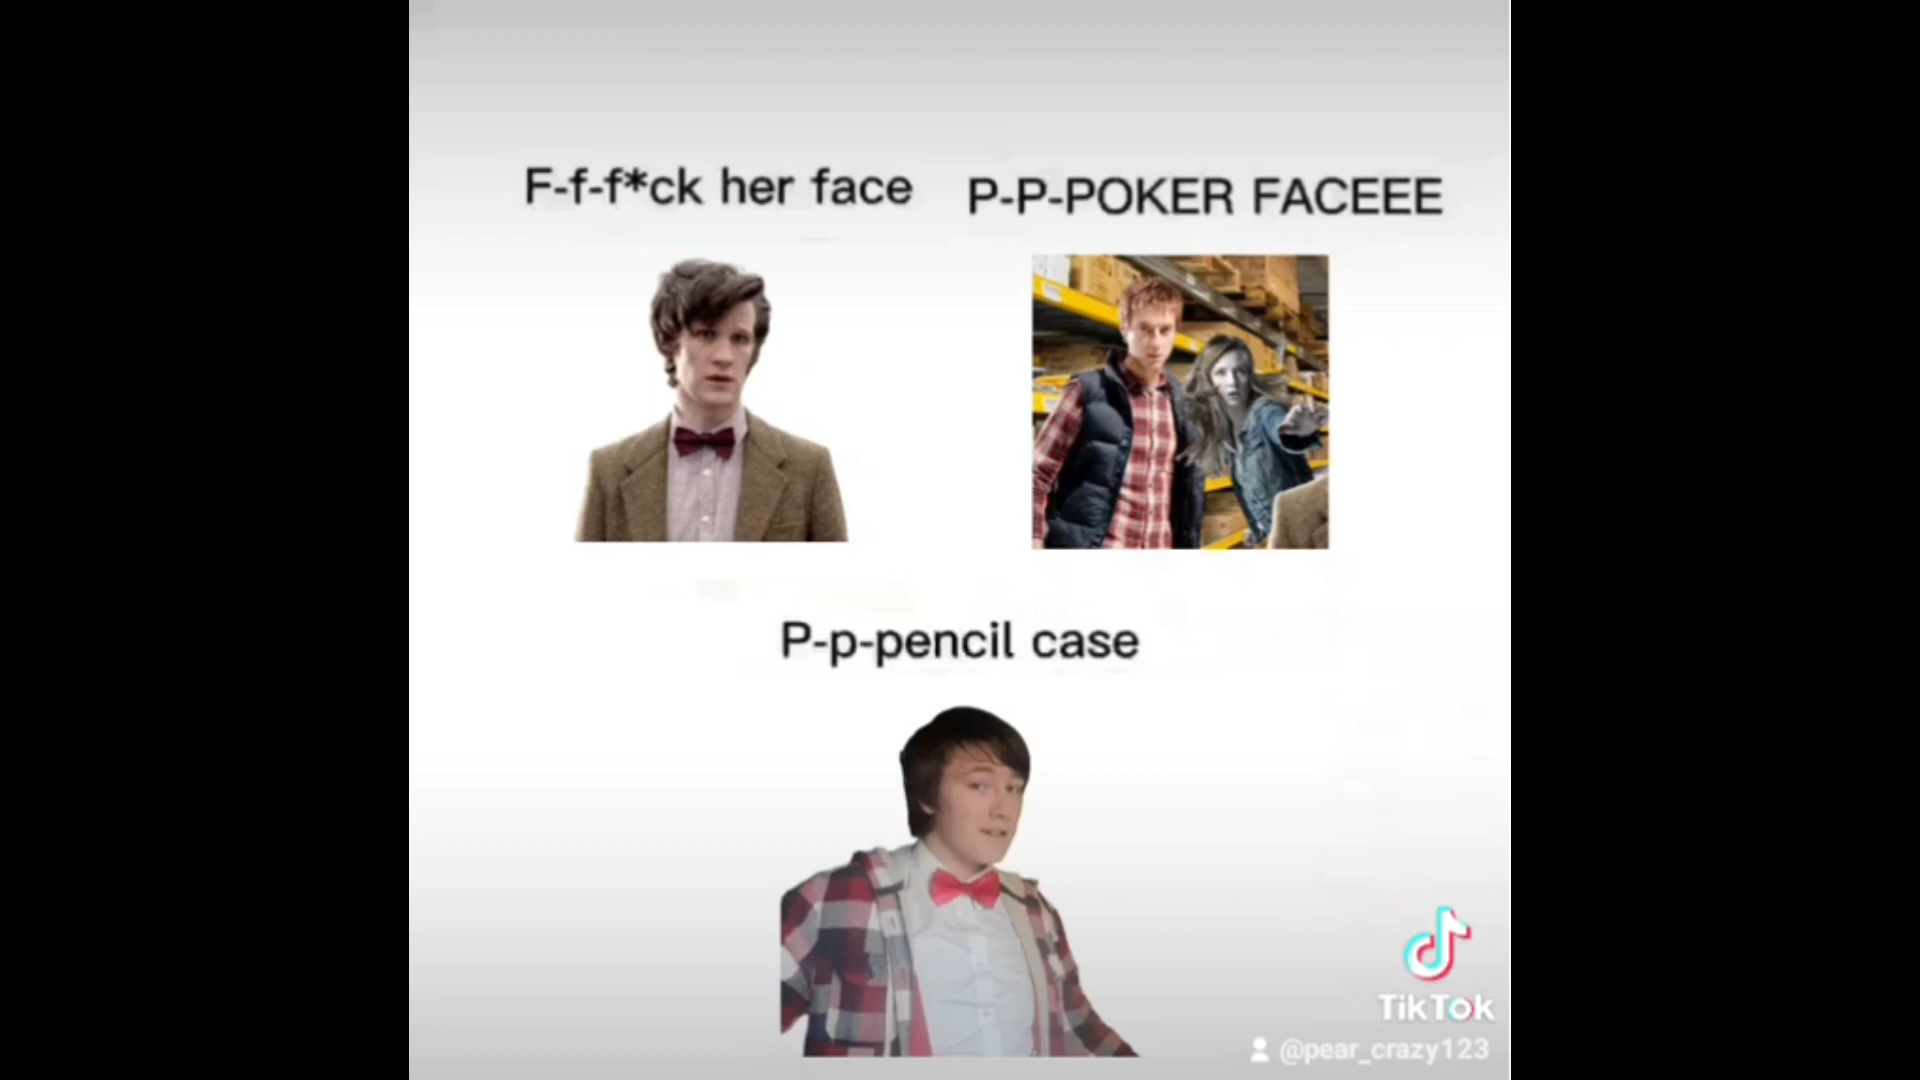 F-f-f*ck her face
P-P-POKER FACEEE
P-p-pencil case
TikTok
@pear_crazy123